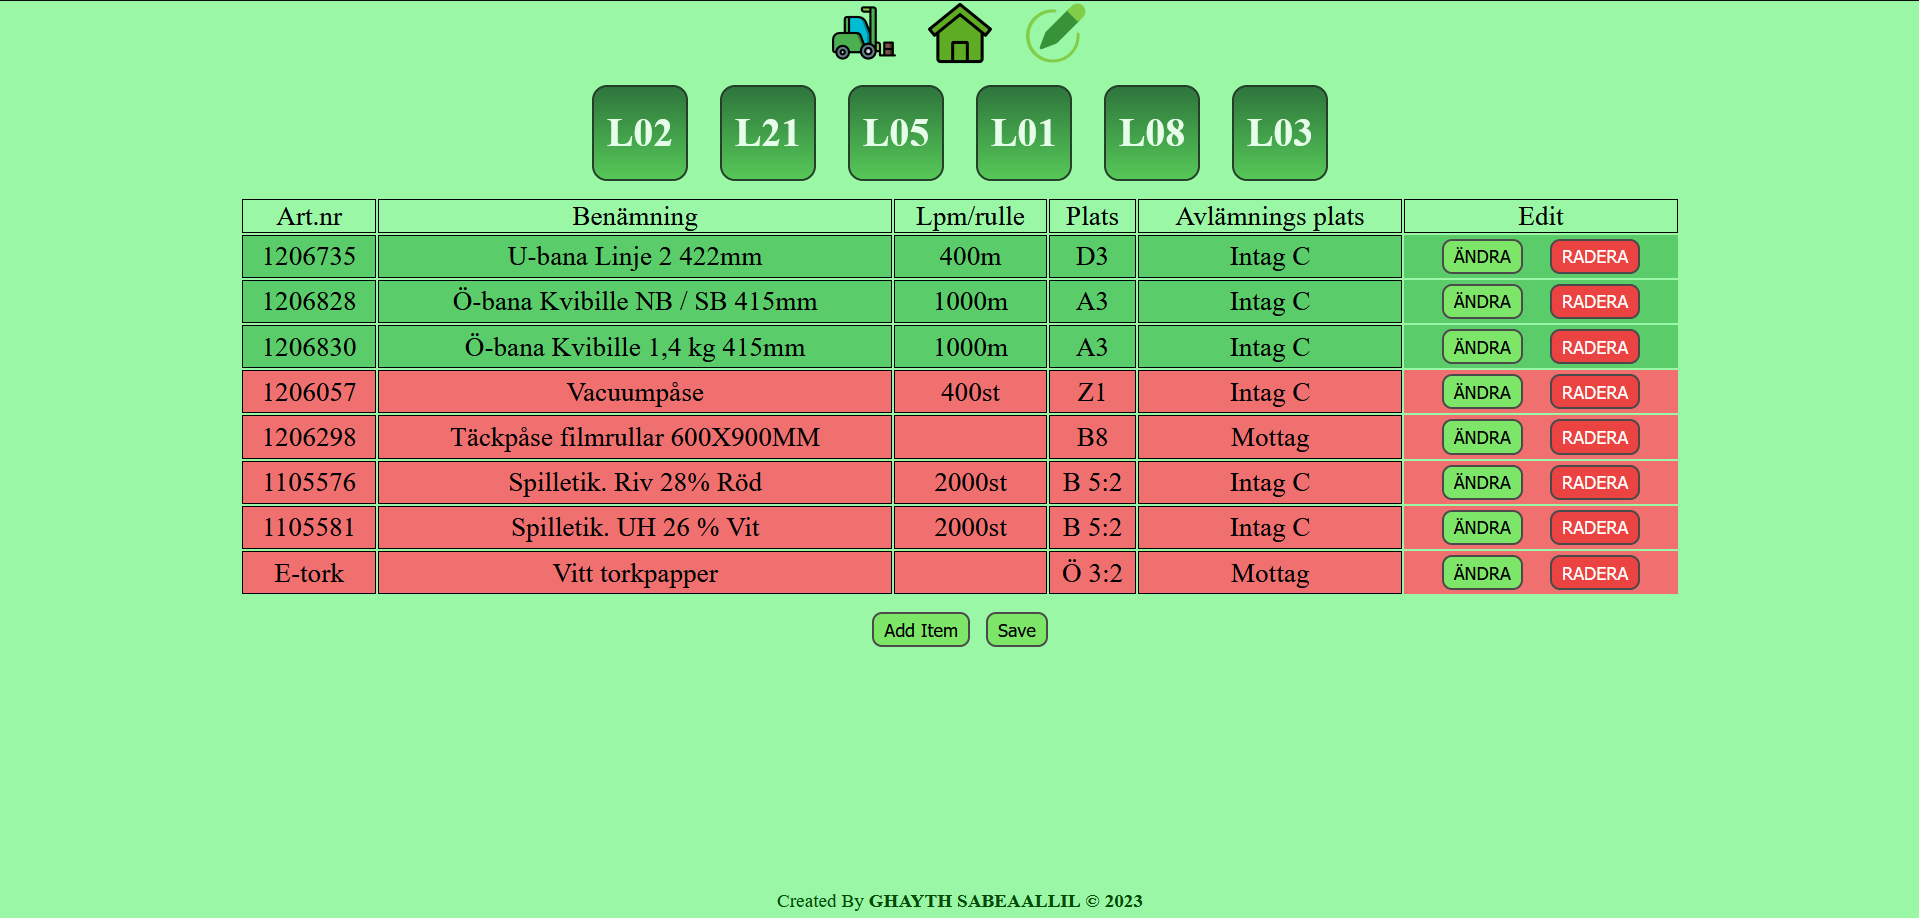 L02 L21 L05 L01 L08 L03
Art.nr Benämning Lpm/rulle Plats Avlämnings plats Edit
1206735 U-bana Linje 2 422mm 400m D3 Intag C ÄNDRA RADERA
1206828 Ö-bana Kvibille NB / SB 415mm 1000m A3 Intag C ÄNDRA RADERA
1206830 Ö-bana Kvibille 1,4 kg 415mm 1000m A3 Intag C ÄNDRA RADERA
1206057 Vacuumpåse 400st Z1 Intag C ÄNDRA RADERA
1206298 Täckpåse filmrullar 600X900MM B8 Mottag ÄNDRA RADERA
1105576 Spilletik. Riv 28% Röd 2000st B 5:2 Intag C ÄNDRA RADERA
1105581 Spilletik. UH 26 % Vit 2000st B 5:2 Intag C ÄNDRA RADERA
E-tork Vitt torkpapper Ö 3:2 Mottag ÄNDRA RADERA
Add Item Save
Created By GHAYTH SABEAALLIL © 2023